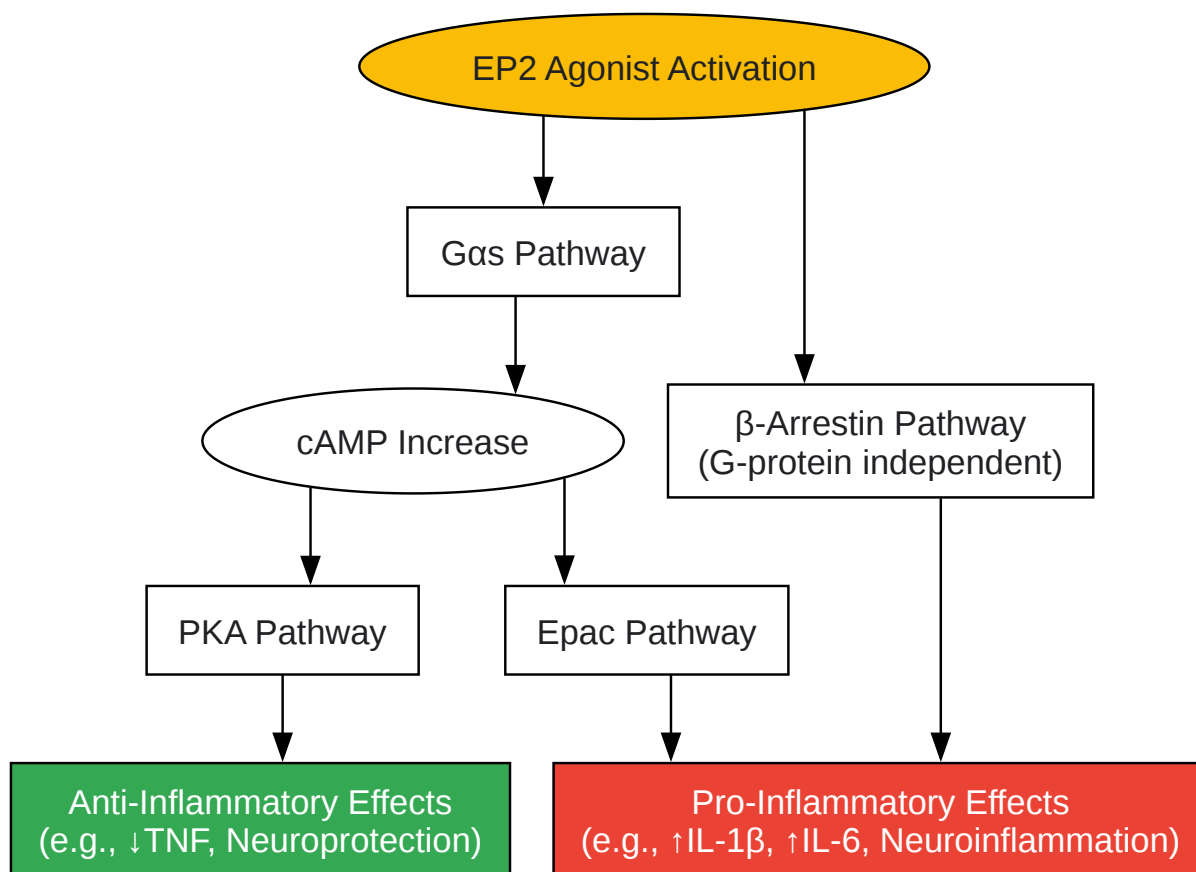 EP2 Agonist Activation
Gαs Pathway
cAMP Increase
β-Arrestin Pathway
(G-protein independent)
PKA Pathway
Epac Pathway
Anti-Inflammatory Effects
(e.g., ↓TNF, Neuroprotection)
Pro-Inflammatory Effects
(e.g., ↑IL-1β, ↑IL-6, Neuroinflammation)